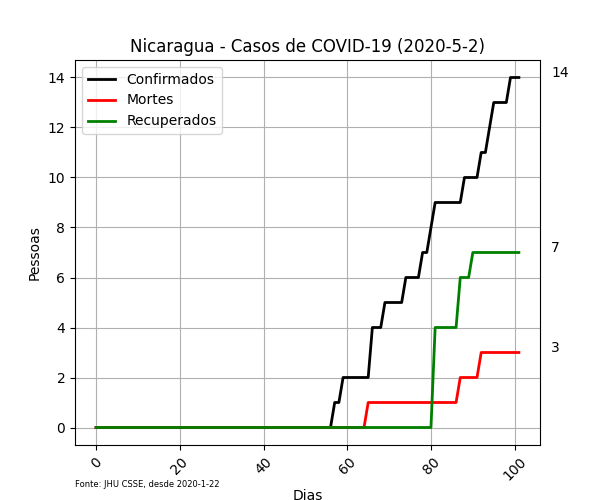 Nicaragua - Casos de COVID-19 (2020-5-2)
Confirmados
Mortes
Recuperados
14
12
10
8
6
4
2
0
Pessoas
14
7
3
0
20
40
60
80
100
Fonte: JHU CSSE, desde 2020-1-22
Dias